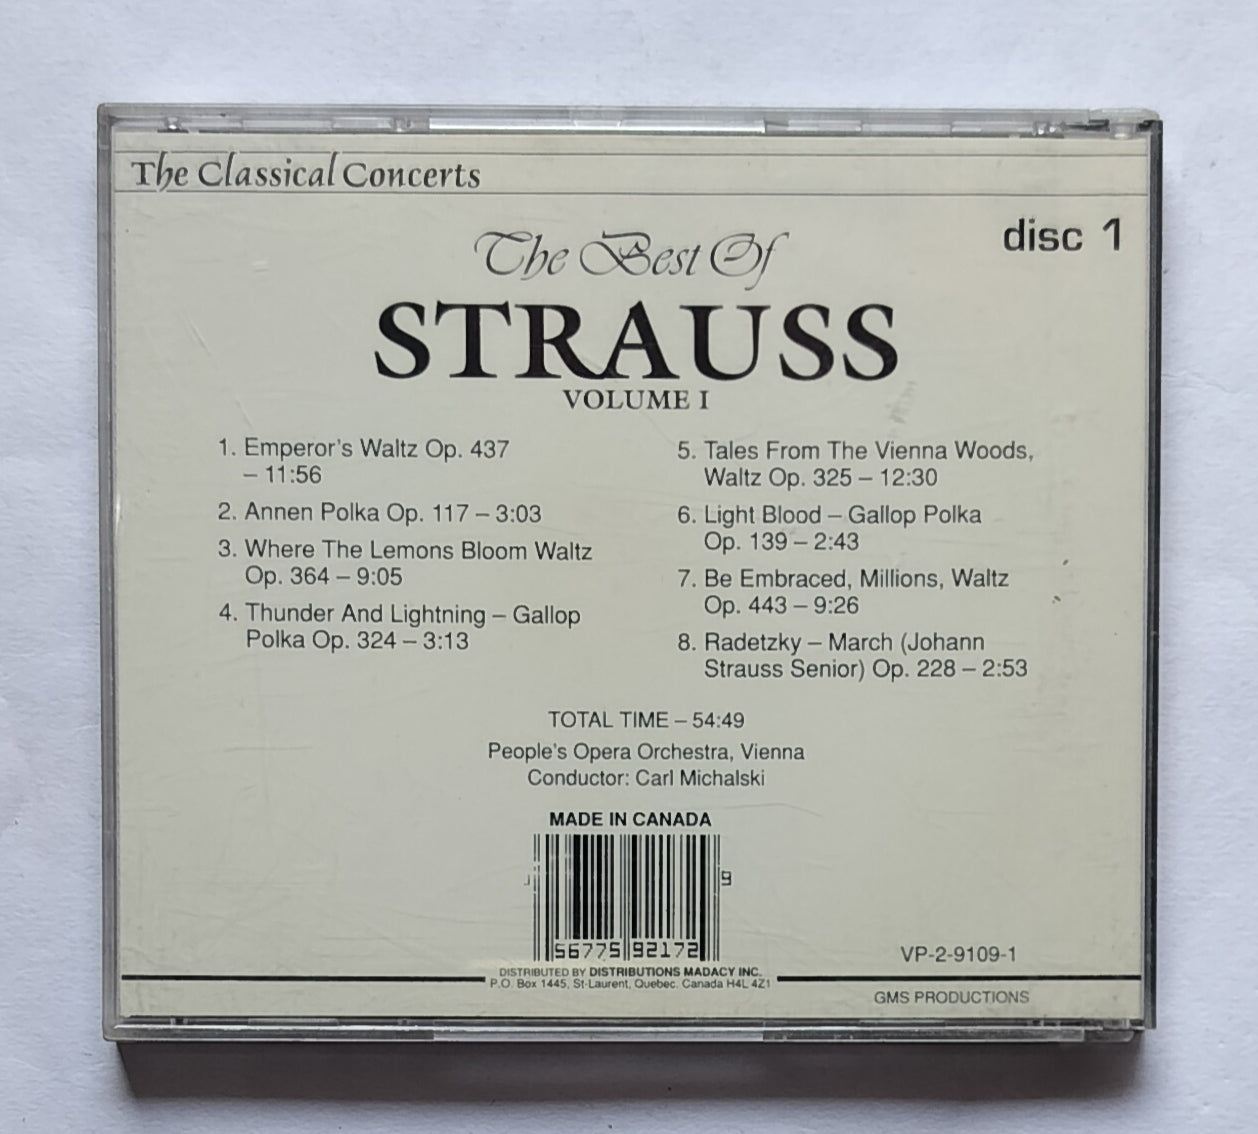 The Classical Concerts
disc 1
The Best Of
STRAUSS
VOLUME I
1. Emperor's Waltz Op. 437
– 11:56
2. Annen Polka Op. 117 – 3:03
3. Where The Lemons Bloom Waltz
Op. 364 – 9:05
4. Thunder And Lightning – Gallop
Polka Op. 324 – 3:13
5. Tales From The Vienna Woods,
Waltz Op. 325 – 12:30
6. Light Blood – Gallop Polka
Op. 139 – 2:43
7. Be Embraced, Millions, Waltz
Op. 443 – 9:26
8. Radetzky – March (Johann
Strauss Senior) Op. 228 – 2:53
TOTAL TIME – 54:49
People's Opera Orchestra, Vienna
Conductor: Carl Michalski
MADE IN CANADA
56775 92172 9
VP-2-9109-1
DISTRIBUTED BY DISTRIBUTIONS MADACY INC.
P.O. Box 1445, St-Laurent, Quebec. Canada H4L 4Z1
GMS PRODUCTIONS